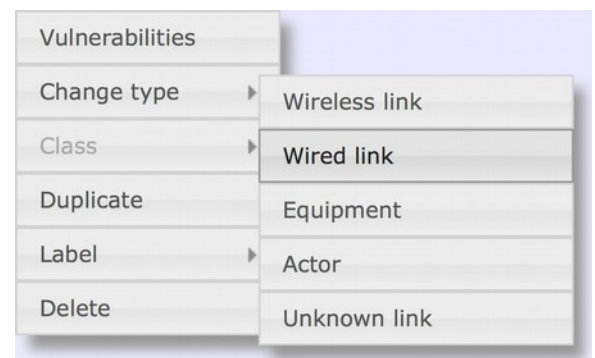 Vulnerabilities
Change type
Class
Duplicate
Label
Delete
Wireless link
Wired link
Equipment
Actor
Unknown link